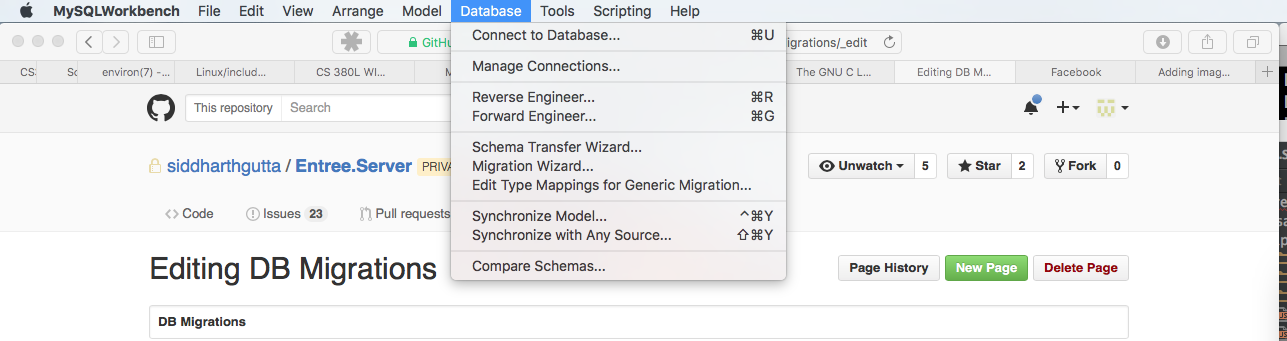 MySQLWorkbench File Edit View Arrange Model Database Tools Scripting Help
Connect to Database... ⌘U
GitHu
igrations/_edit
Manage Connections...
CS
So
environ(7) -...
Linux/includ...
CS 380L WI...
M
The GNU C L...
Editing DB M...
Facebook
Adding imag...
Reverse Engineer... ⌘R
Forward Engineer... ⌘G
This repository Search
Schema Transfer Wizard...
Migration Wizard...
Edit Type Mappings for Generic Migration...
siddharthgutta / Entree.Server PRIVA
Unwatch 5 Star 2 Fork 0
Synchronize Model... ^⌘Y
Synchronize with Any Source... ⇧⌘Y
Code Issues 23 Pull requests
Compare Schemas...
Editing DB Migrations
Page History New Page Delete Page
DB Migrations